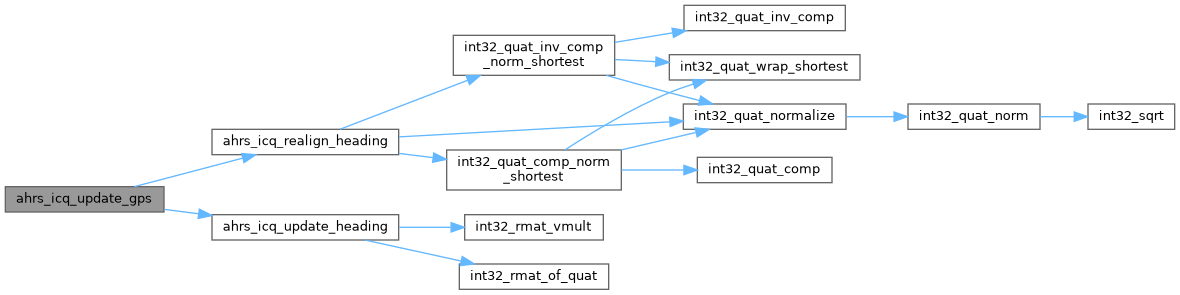 int32_quat_inv_comp
int32_quat_inv_comp
_norm_shortest
int32_quat_wrap_shortest
int32_quat_normalize
int32_quat_norm
int32_sqrt
ahrs_icq_realign_heading
int32_quat_comp_norm
_shortest
int32_quat_comp
ahrs_icq_update_gps
ahrs_icq_update_heading
int32_rmat_vmult
int32_rmat_of_quat